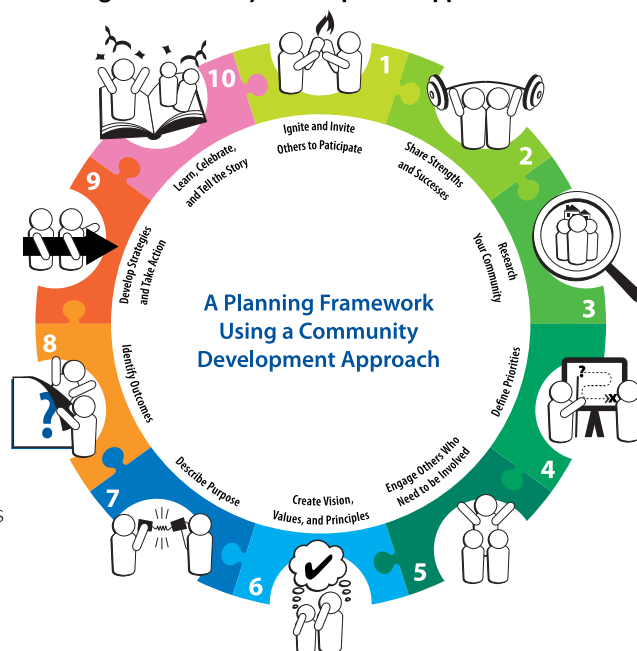 A Planning Framework
Using a Community
Development Approach
1
Ignite and Invite
Others to Paticipate
2
Share Strengths
and Successes
3
Research
Your Community
4
Define Priorities
?
X
5
Engage Others Who
Need to be Involved
6
Create Vision,
Values, and Principles
7
Describe Purpose
8
Identify Outcomes
?
9
Develop Strategies
and Take Action
10
Learn, Celebrate,
and Tell the Story
s